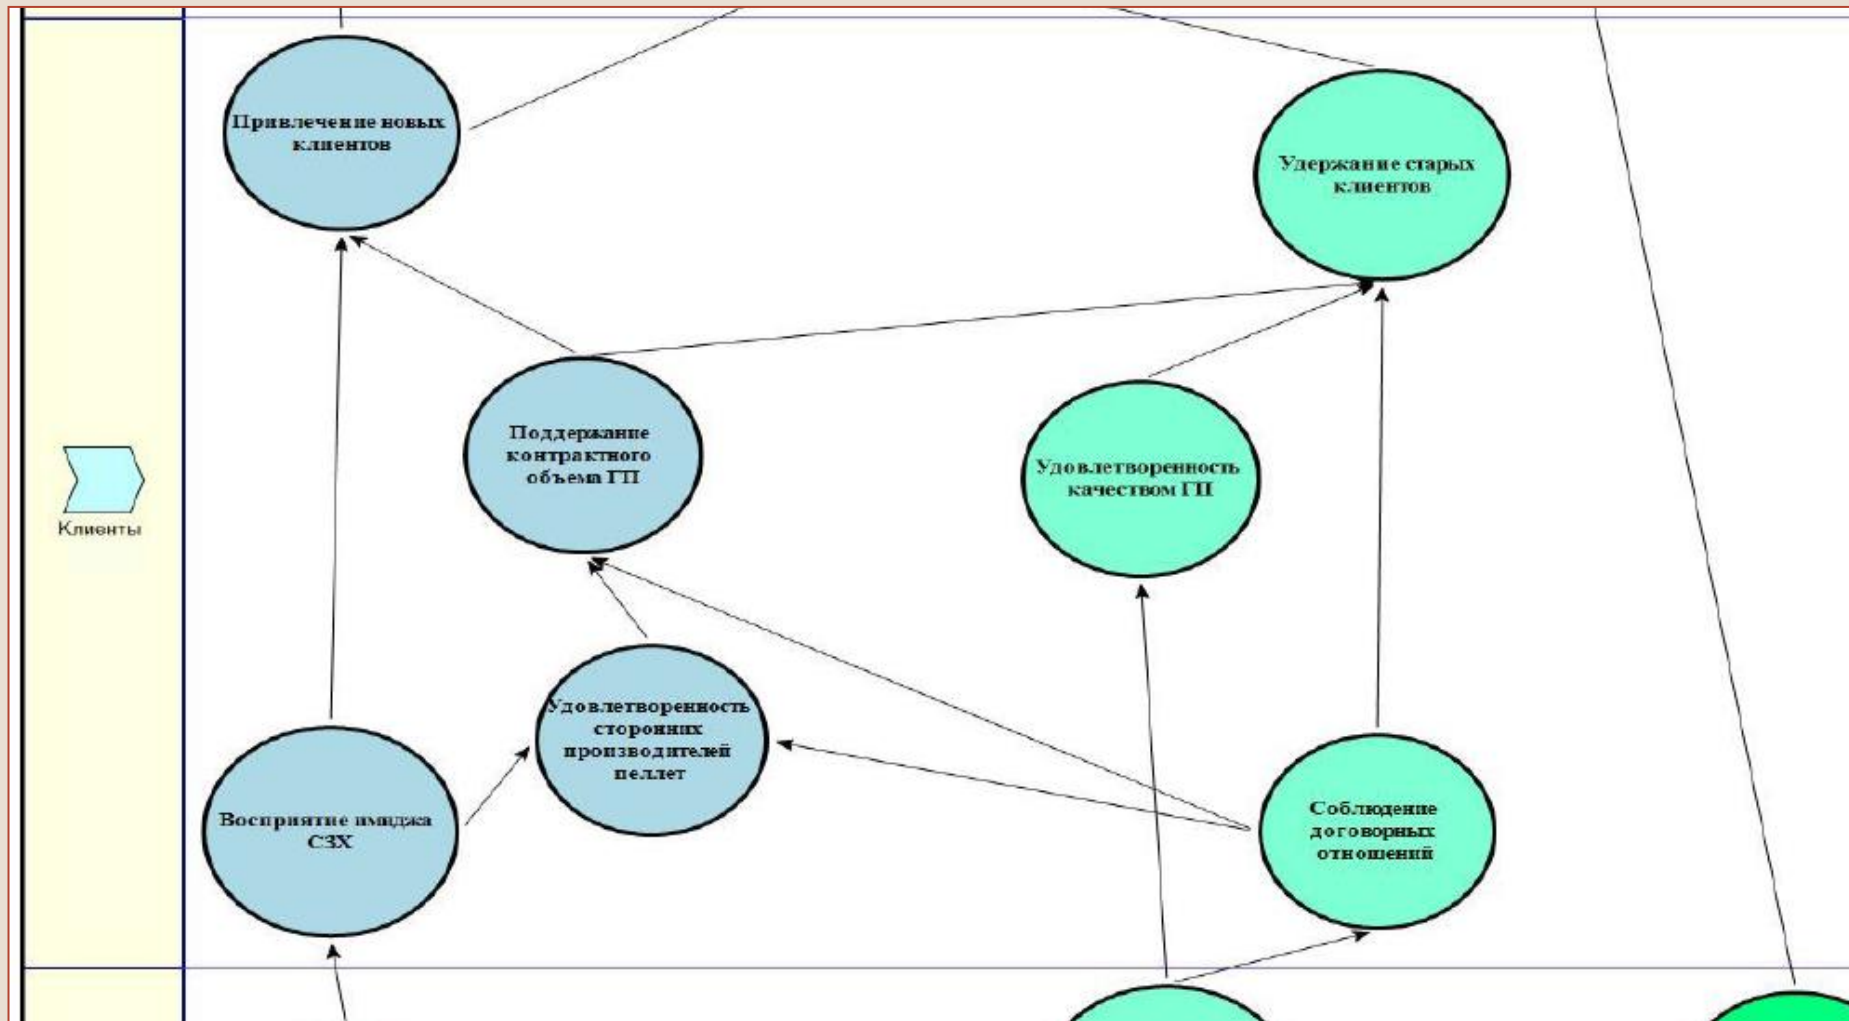 Привлечение новых
клиентов
Удержание старых
клиентов
Поддержание
контрактного
объема ГП
Удовлетворенность
качеством ГП
Клиенты
Удовлетворенность
сторонних
производителей
пеллет
Восприятие имиджа
СЗХ
Соблюдение
договорных
отношений